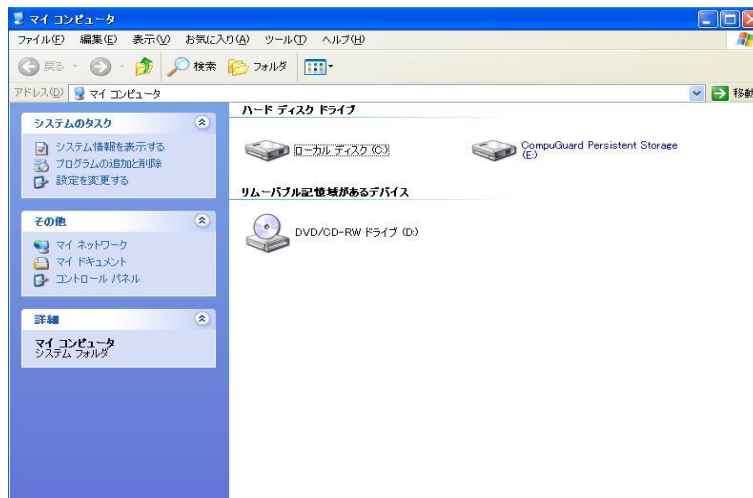 マイ コンピュータ
ファイル(F) 編集(E) 表示(V) お気に入り(A) ツール(T) ヘルプ(H)
戻る 検索 フォルダ
アドレス(D) マイ コンピュータ 移動
システムのタスク
システム情報を表示する
プログラムの追加と削除
設定を変更する
その他
マイ ネットワーク
マイ ドキュメント
コントロール パネル
詳細
マイ コンピュータ
システム フォルダ
ハード ディスク ドライブ
ローカル ディスク (C:)
CompuGuard Persistent Storage
(E:)
リムーバブル記憶域があるデバイス
DVD/CD-RW ドライブ (D:)